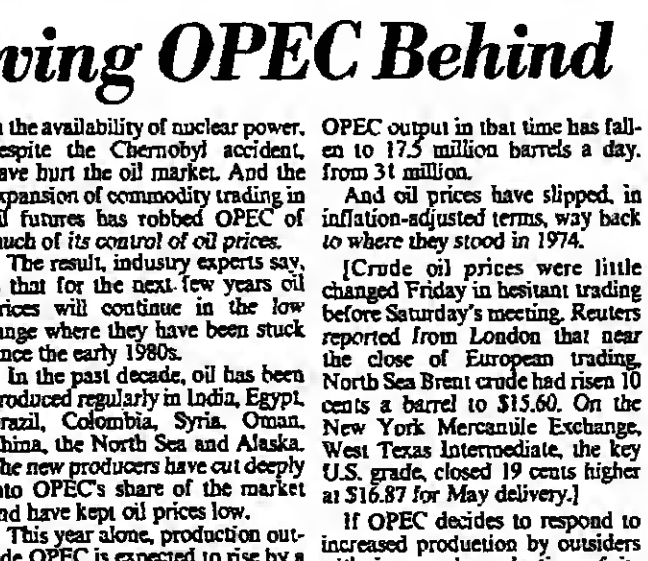 ving OPEC Behind
the availability of nuclear power,
espite the Chernobyl accident,
ave hurt the oil market. And the
xpansion of commodity trading in
il futures has robbed OPEC of
uch of its control of oil prices.
The result, industry experts say,
that for the next few years oil
rices will continue in the low
ange where they have been stuck
nce the early 1980s.
In the past decade, oil has been
roduced regularly in India, Egypt,
razil, Colombia, Syria, Oman,
hina, the North Sea and Alaska.
he new producers have cut deeply
to OPEC's share of the market
nd have kept oil prices low.
This year alone, production out-
de OPEC is expected to rise by a
OPEC output in that time has fall-
en to 17.5 million barrels a day,
from 31 million.
And oil prices have slipped, in
inflation-adjusted terms, way back
to where they stood in 1974.
[Crude oil prices were little
changed Friday in hesitant trading
before Saturday's meeting, Reuters
reported from London that near
the close of European trading,
North Sea Brent crude had risen 10
cents a barrel to $15.60. On the
New York Mercantile Exchange,
West Texas Intermediate, the key
U.S. grade, closed 19 cents higher
at $16.87 for May delivery.]
If OPEC decides to respond to
increased production by outsiders